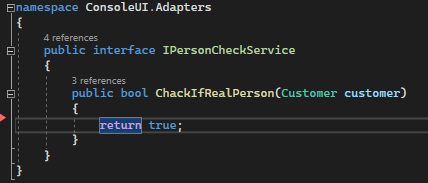 namespace ConsoleUI.Adapters
{
4 references
public interface IPersonCheckService
{
3 references
public bool ChackIfRealPerson(Customer customer)
{
return true;
}
}
}